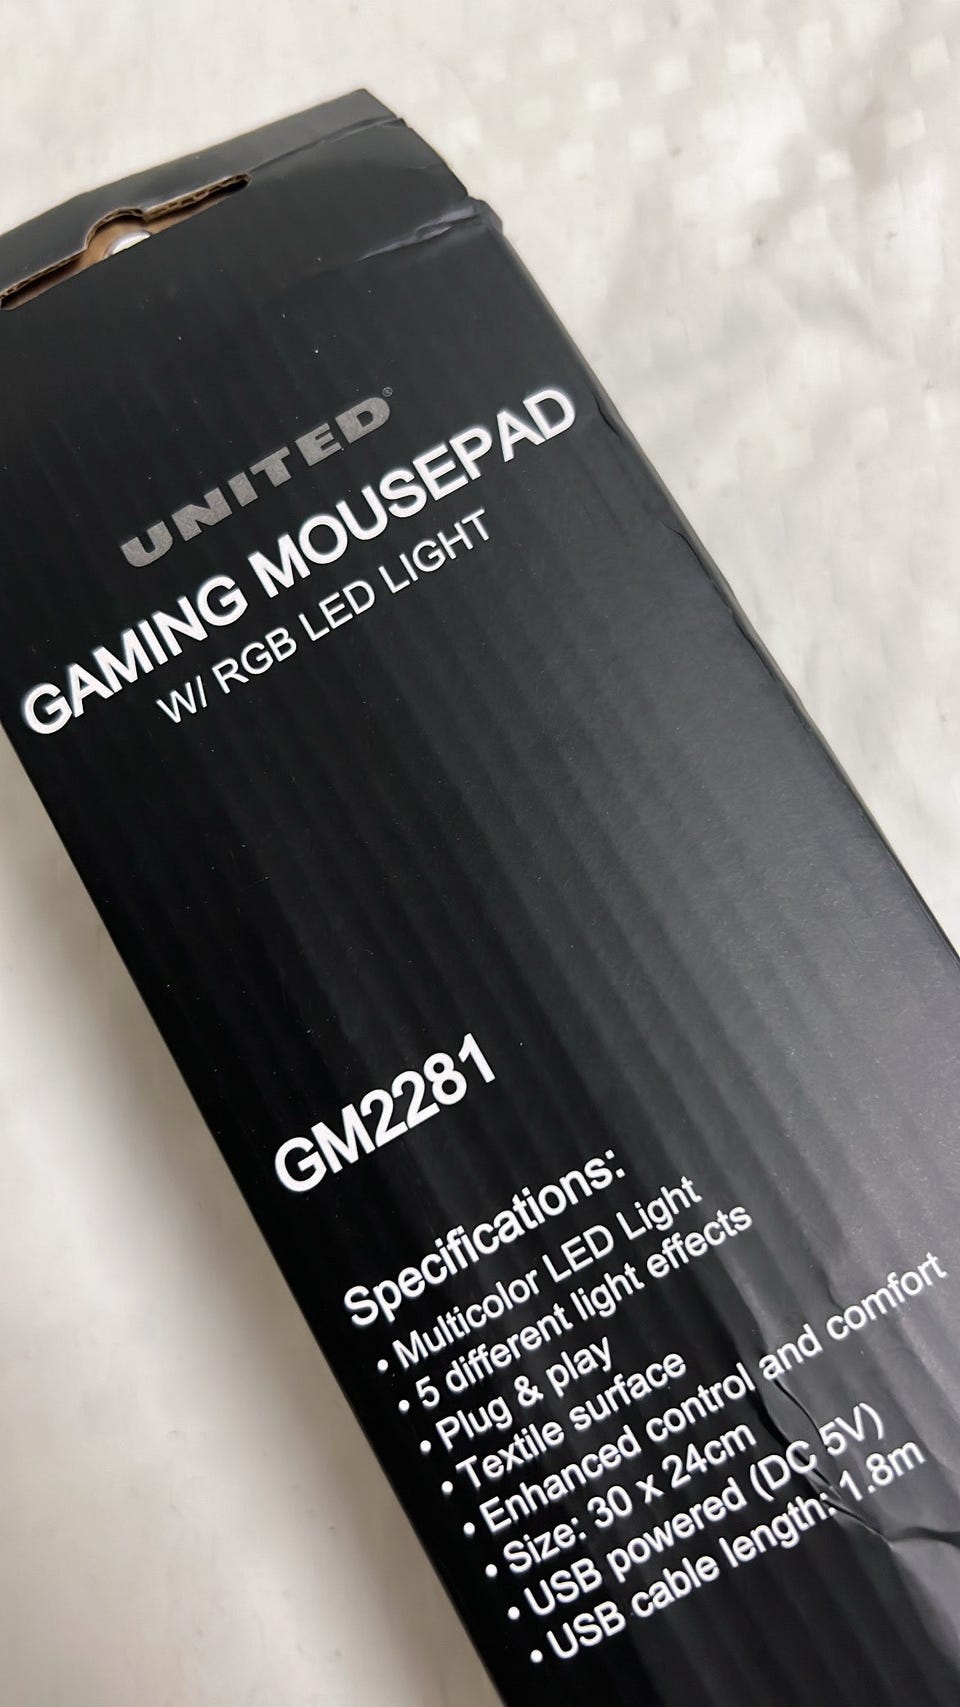 UNITED®
GAMING MOUSEPAD
W/ RGB LED LIGHT
GM2281
Specifications:
• Multicolor LED Light
• 5 different light effects
• Plug & play
• Textile surface
• Enhanced control and comfort
• Size: 30 x 24cm
• USB powered (DC 5V)
• USB cable length: 1.8m